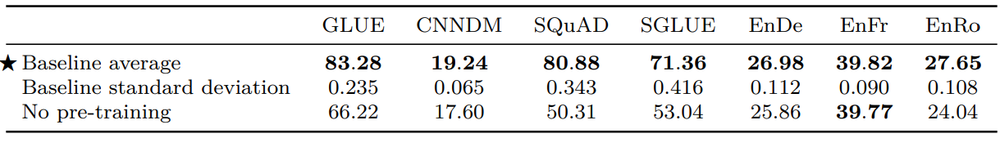 GLUE CNNDM SQuAD SGLUE EnDe EnFr EnRo
★ Baseline average 83.28 19.24 80.88 71.36 26.98 39.82 27.65
Baseline standard deviation 0.235 0.065 0.343 0.416 0.112 0.090 0.108
No pre-training 66.22 17.60 50.31 53.04 25.86 39.77 24.04